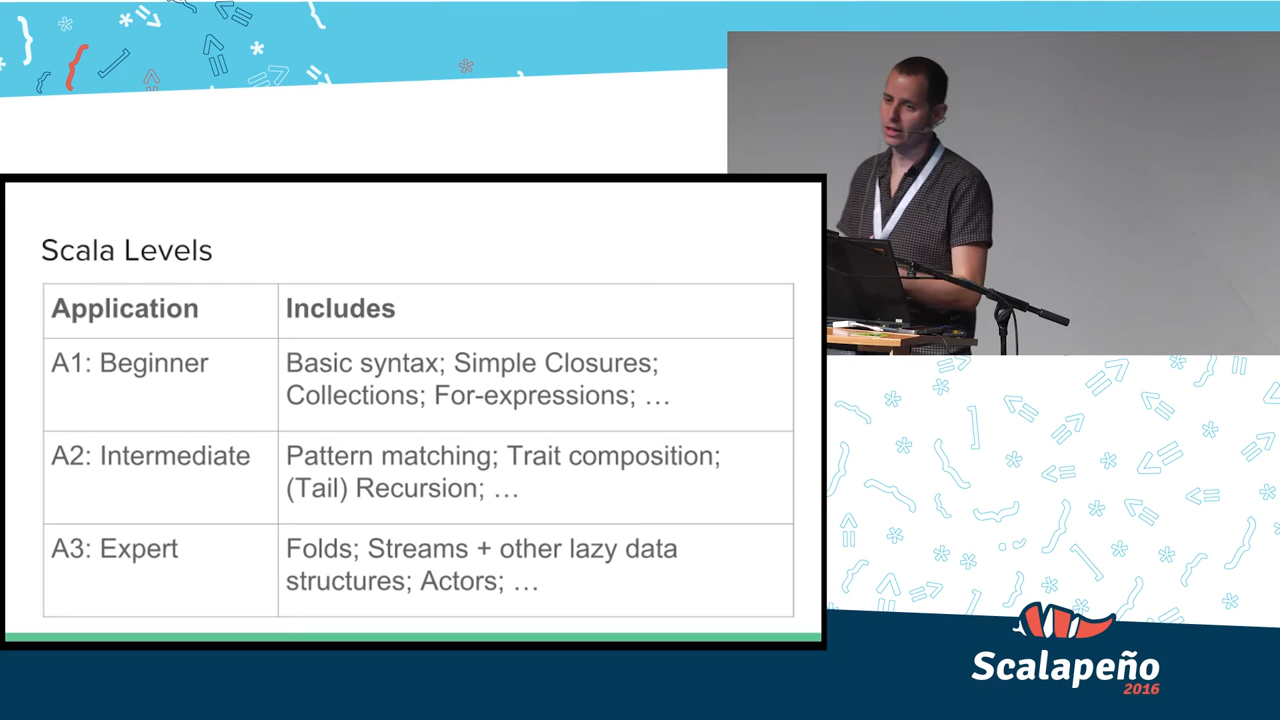 Scala Levels
Application Includes
A1: Beginner Basic syntax; Simple Closures;
Collections; For-expressions; …
A2: Intermediate Pattern matching; Trait composition;
(Tail) Recursion; …
A3: Expert Folds; Streams + other lazy data
structures; Actors; …
Scalapeño
2016